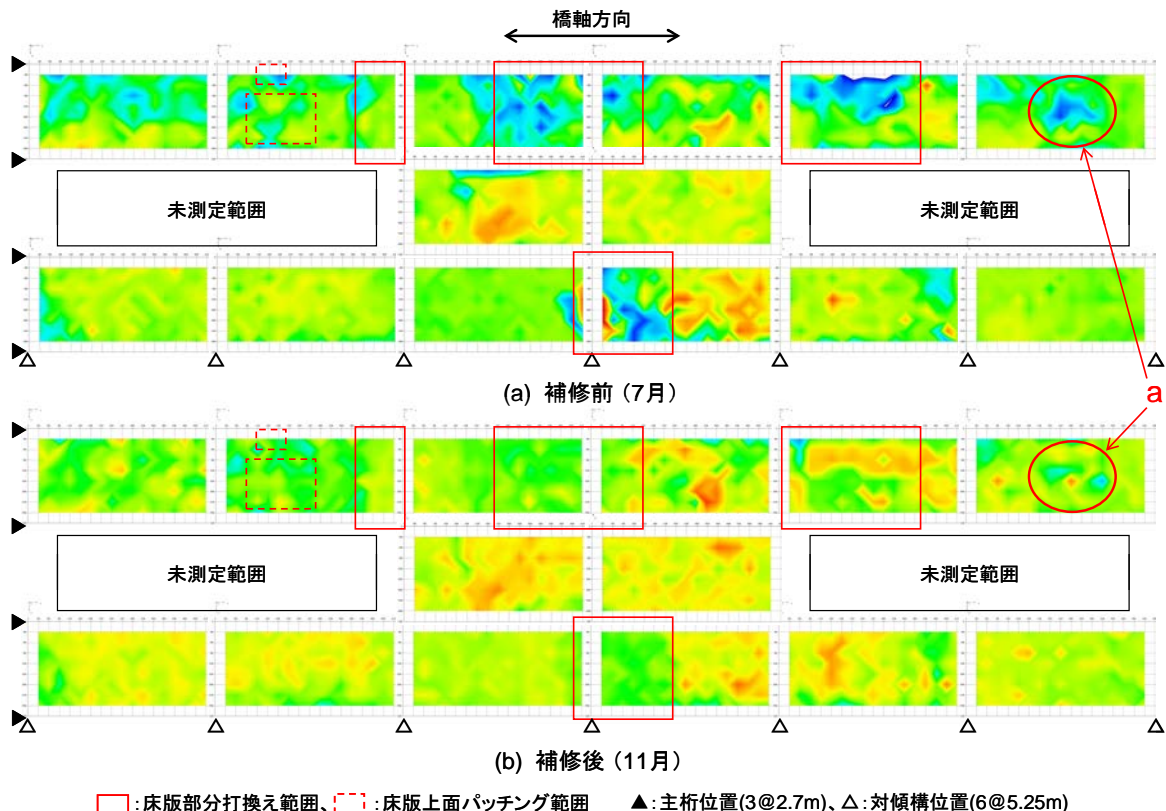 橋軸方向
未測定範囲
未測定範囲
(a) 補修前（7月）
a
未測定範囲
未測定範囲
(b) 補修後（11月）
:床版部分打換え範囲、 :床版上面パッチング範囲 ▲:主桁位置(3@2.7m)、△:対傾構位置(6@5.25m)